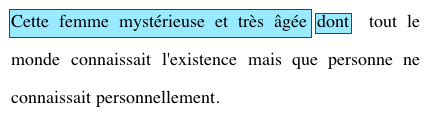 Cette femme mystérieuse et très âgée dont tout le
monde connaissait l'existence mais que personne ne
connaissait personnellement.